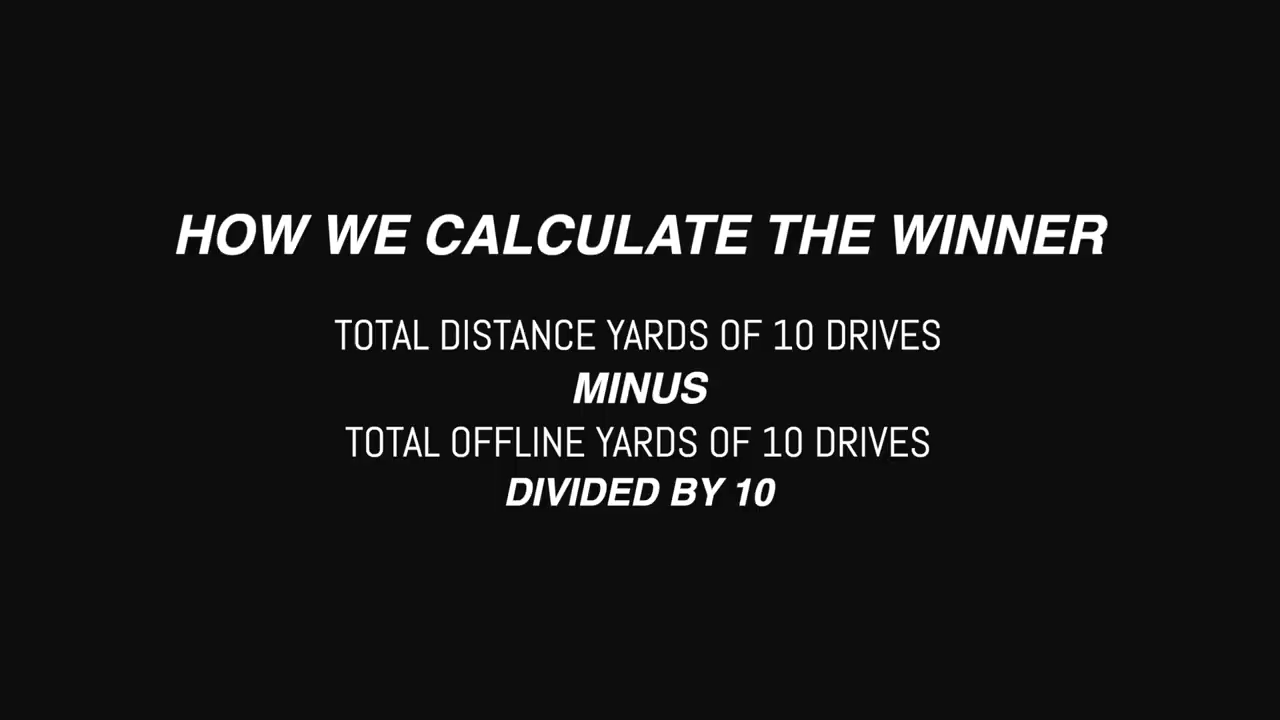 HOW WE CALCULATE THE WINNER
TOTAL DISTANCE YARDS OF 10 DRIVES
MINUS
TOTAL OFFLINE YARDS OF 10 DRIVES
DIVIDED BY 10